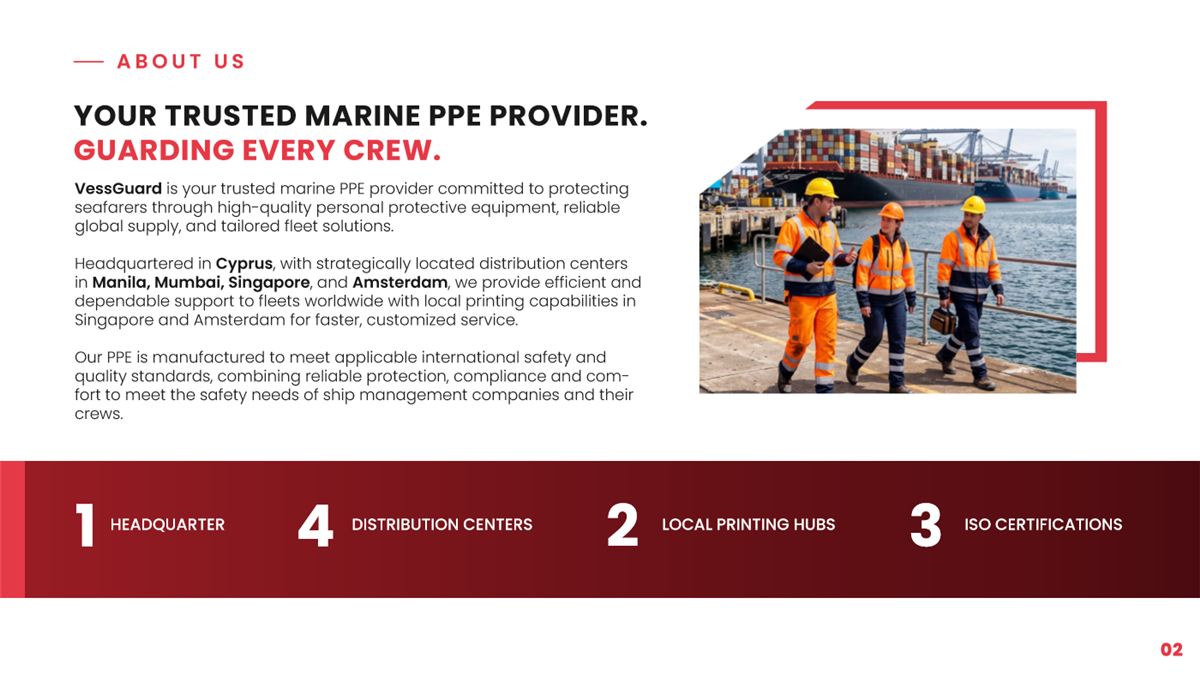 ABOUT US
YOUR TRUSTED MARINE PPE PROVIDER.
GUARDING EVERY CREW.
VessGuard is your trusted marine PPE provider committed to protecting
seafarers through high-quality personal protective equipment, reliable
global supply, and tailored fleet solutions.
Headquartered in Cyprus, with strategically located distribution centers
in Manila, Mumbai, Singapore, and Amsterdam, we provide efficient and
dependable support to fleets worldwide with local printing capabilities in
Singapore and Amsterdam for faster, customized service.
Our PPE is manufactured to meet applicable international safety and
quality standards, combining reliable protection, compliance and com-
fort to meet the safety needs of ship management companies and their
crews.
1 HEADQUARTER
4 DISTRIBUTION CENTERS
2 LOCAL PRINTING HUBS
3 ISO CERTIFICATIONS
02